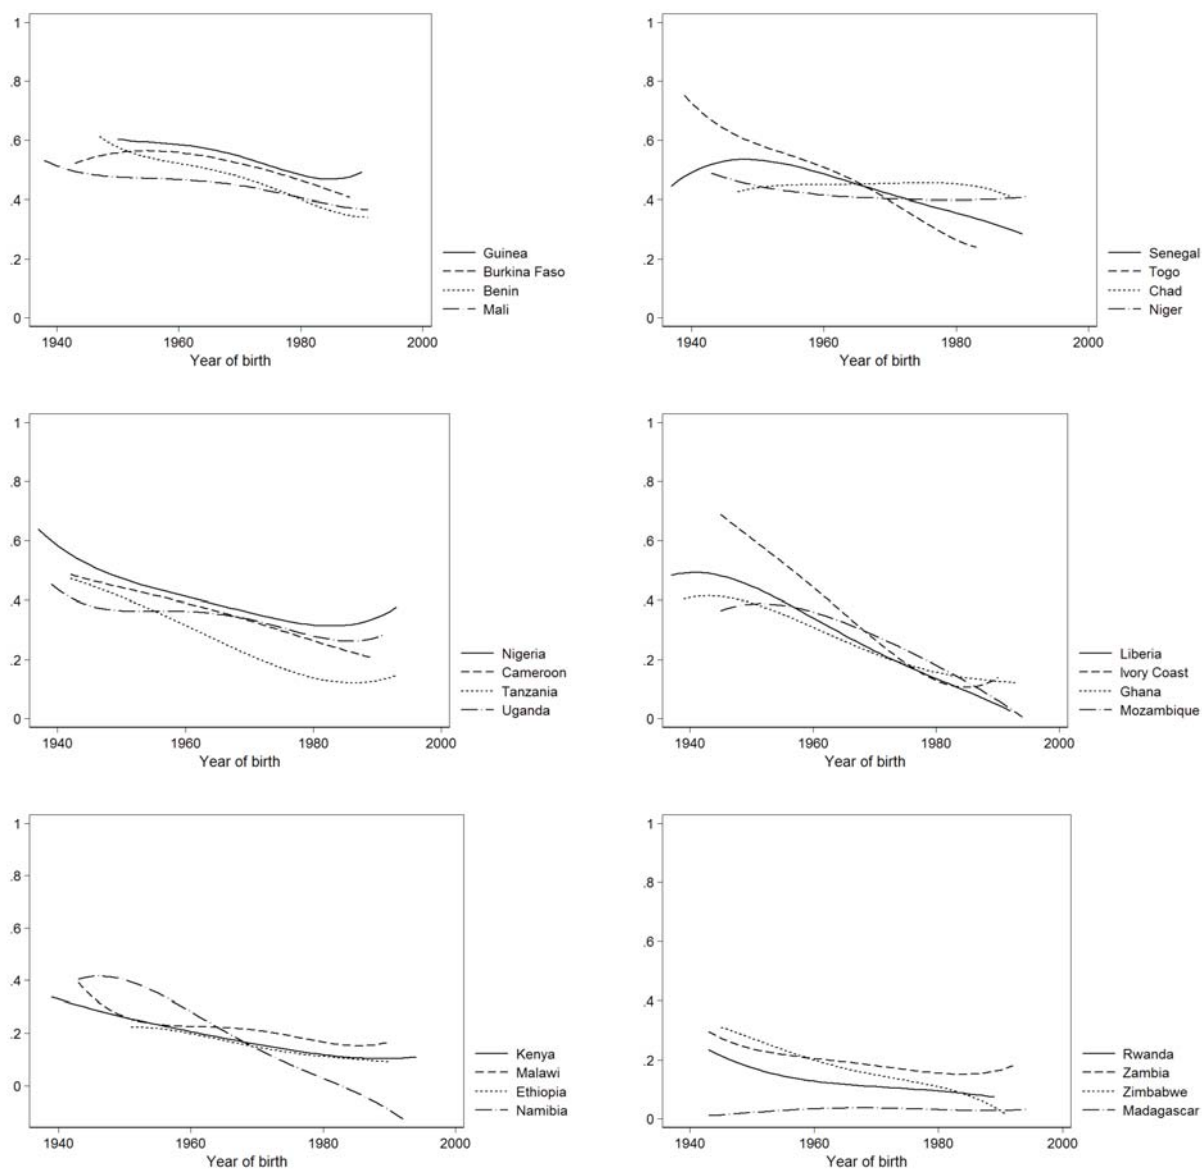 1
.8
.6
.4
.2
0
1940 1960 1980 2000
Year of birth
Guinea
Burkina Faso
Benin
Mali
1
.8
.6
.4
.2
0
1940 1960 1980 2000
Year of birth
Senegal
Togo
Chad
Niger
1
.8
.6
.4
.2
0
1940 1960 1980 2000
Year of birth
Nigeria
Cameroon
Tanzania
Uganda
1
.8
.6
.4
.2
0
1940 1960 1980 2000
Year of birth
Liberia
Ivory Coast
Ghana
Mozambique
1
.8
.6
.4
.2
0
1940 1960 1980 2000
Year of birth
Kenya
Malawi
Ethiopia
Namibia
1
.8
.6
.4
.2
0
1940 1960 1980 2000
Year of birth
Rwanda
Zambia
Zimbabwe
Madagascar